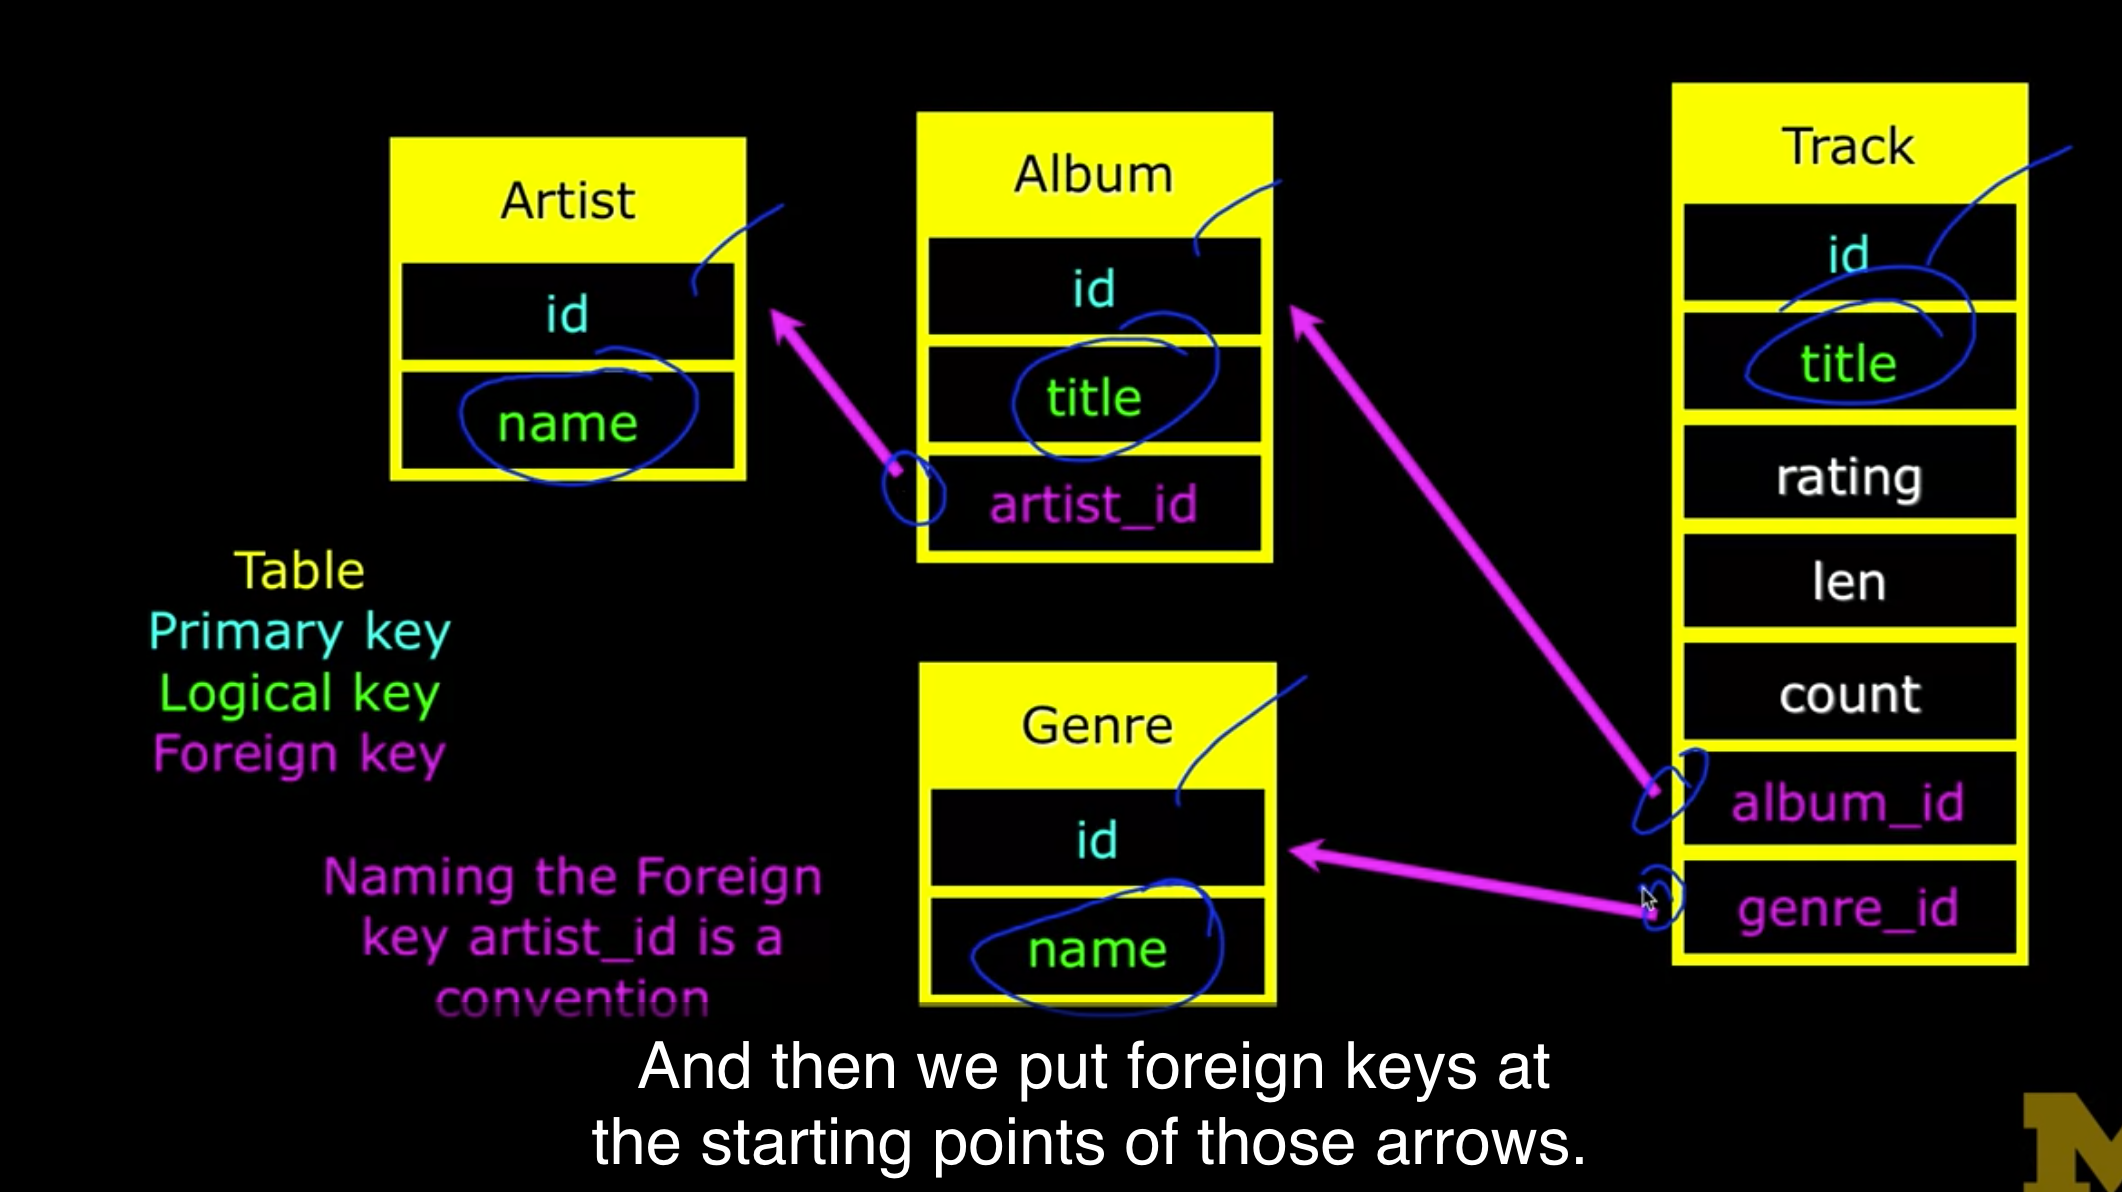 Artist
id
name
Album
id
title
artist_id
Track
id
title
rating
len
count
album_id
genre_id
Table
Primary key
Logical key
Foreign key
Genre
id
name
Naming the Foreign
key artist_id is a
convention
And then we put foreign keys at
the starting points of those arrows.
M